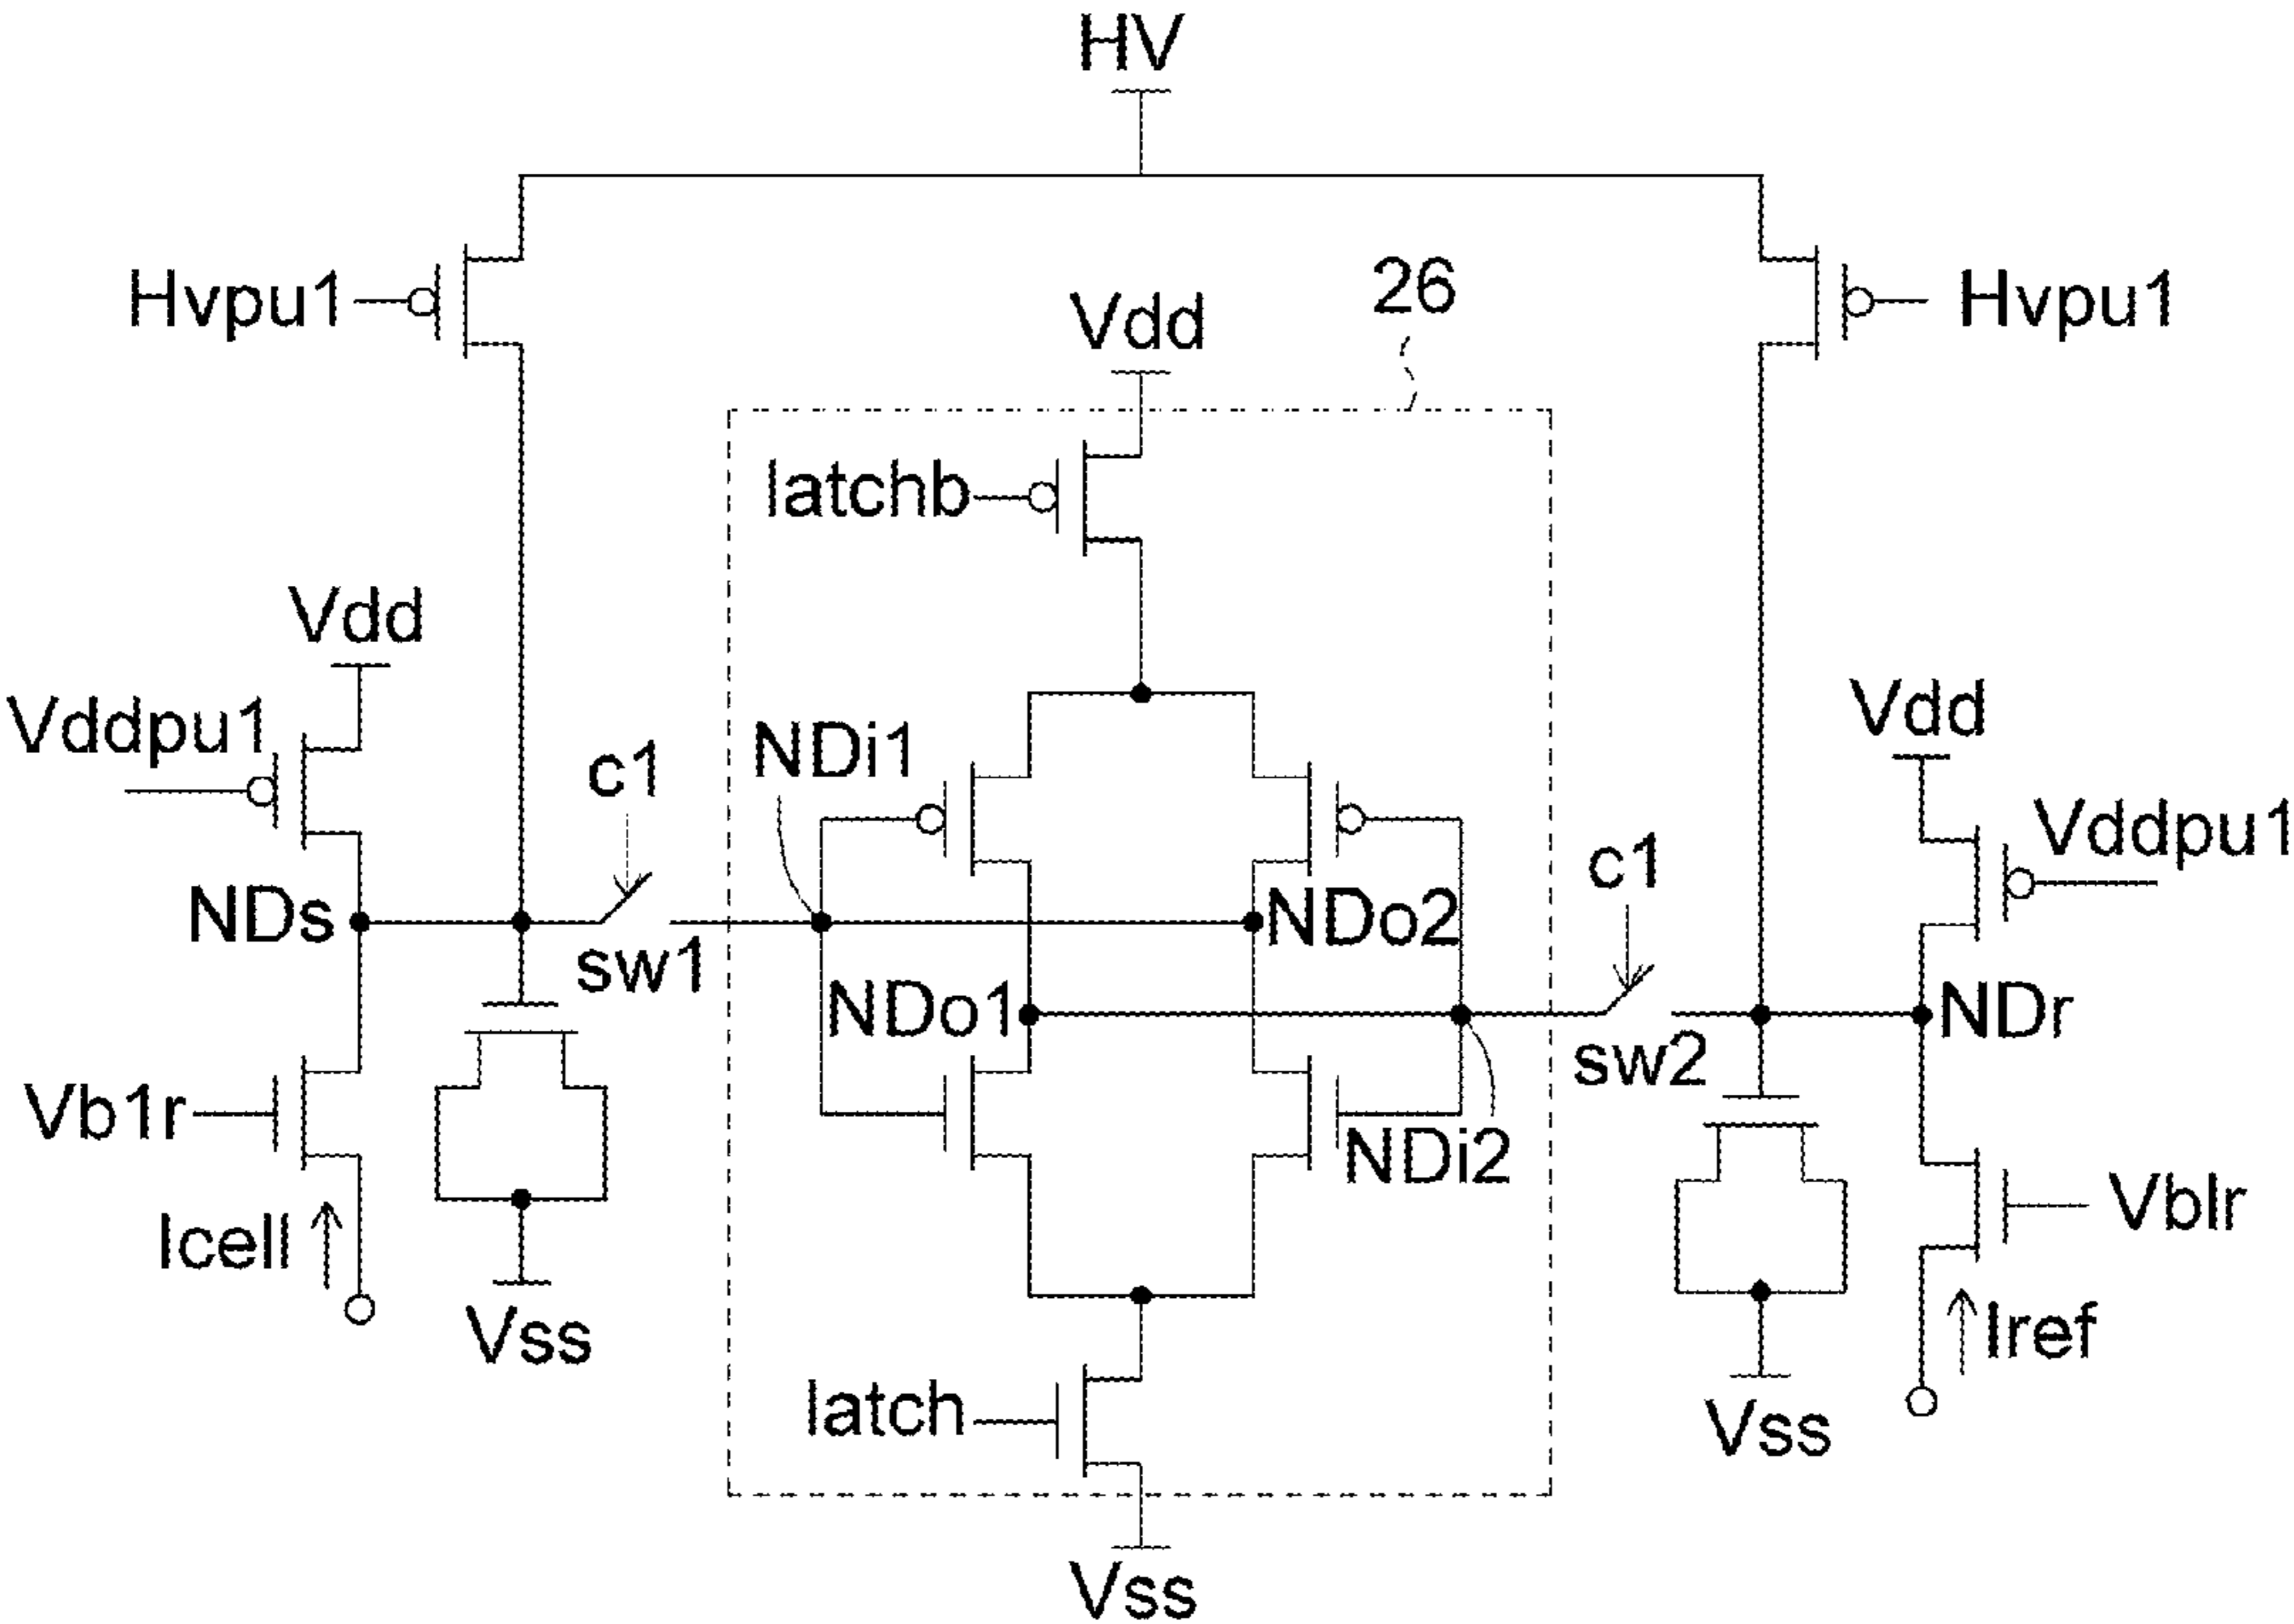 HV
Hvpu1
Hvpu1
26
Vdd
latchb
Vdd
Vddpu1
c1
NDi1
Vdd
Vddpu1
c1
NDs
sw1
NDo2
NDo1
NDr
sw2
Vb1r
NDi2
Vblr
Icell
Vss
Iref
latch
Vss
Vss